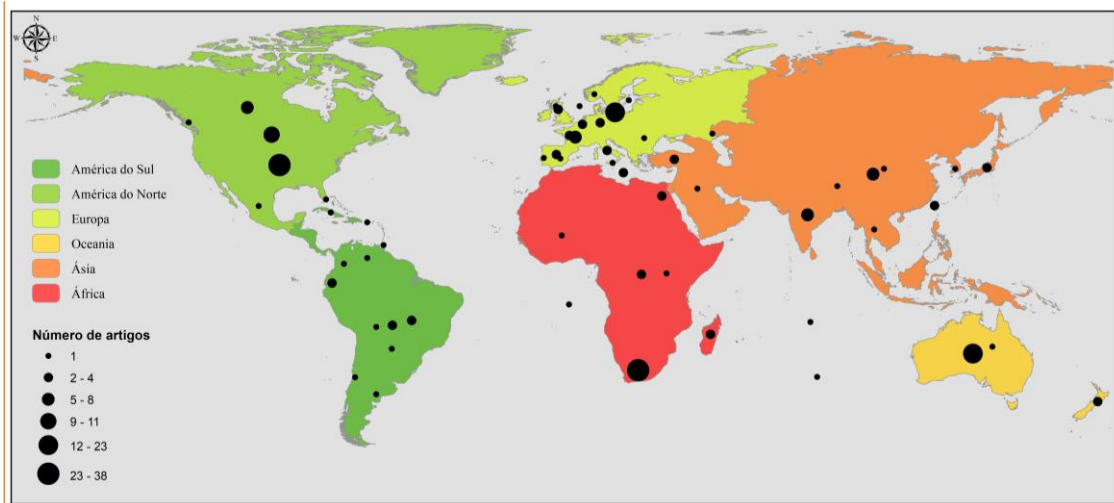 N
W E
S
América do Sul
América do Norte
Europa
Oceania
Ásia
África
Número de artigos
1
2 - 4
5 - 8
9 - 11
12 - 23
23 - 38